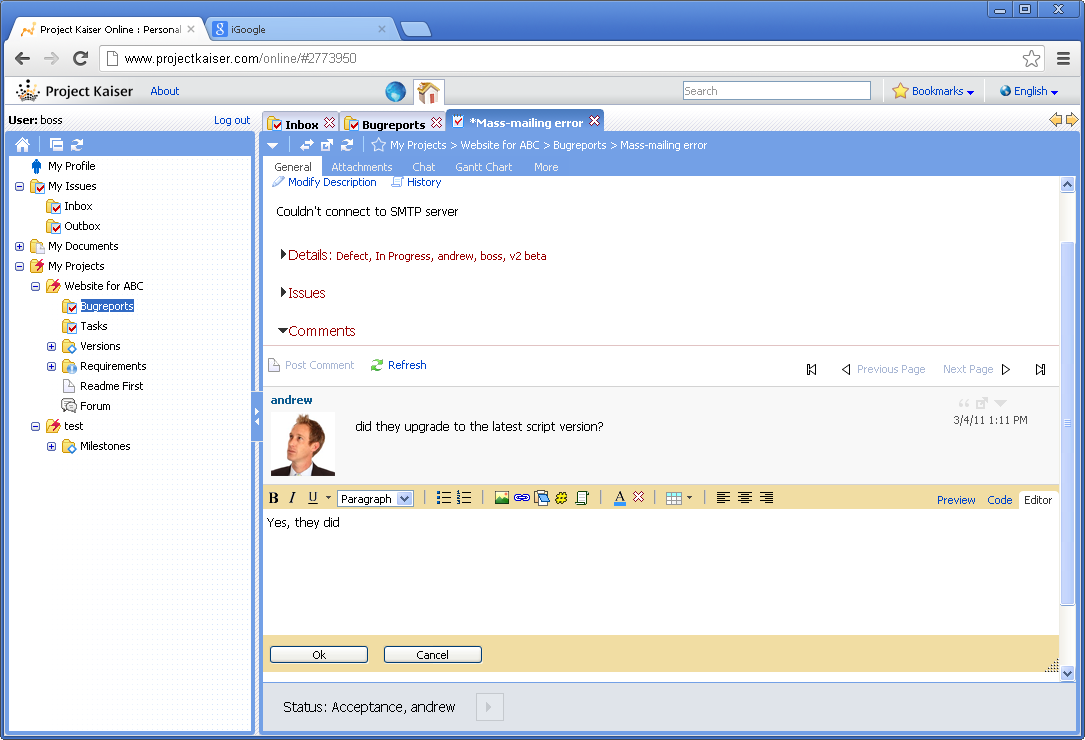 Project Kaiser Online : Personal
iGoogle
www.projectkaiser.com/online/#2773950
Project Kaiser
About
Search
Bookmarks
English
User: boss
Log out
Inbox
Bugreports
*Mass-mailing error
My Projects > Website for ABC > Bugreports > Mass-mailing error
General
Attachments
Chat
Gantt Chart
More
My Profile
My Issues
Inbox
Outbox
My Documents
My Projects
Website for ABC
Bugreports
Tasks
Versions
Requirements
Readme First
Forum
test
Milestones
Modify Description
History
Couldn't connect to SMTP server
Details: Defect, In Progress, andrew, boss, v2 beta
Issues
Comments
Post Comment
Refresh
Previous Page
Next Page
andrew
did they upgrade to the latest script version?
3/4/11 1:11 PM
B I U
Paragraph
A
Preview
Code
Editor
Yes, they did
Ok
Cancel
Status: Acceptance, andrew